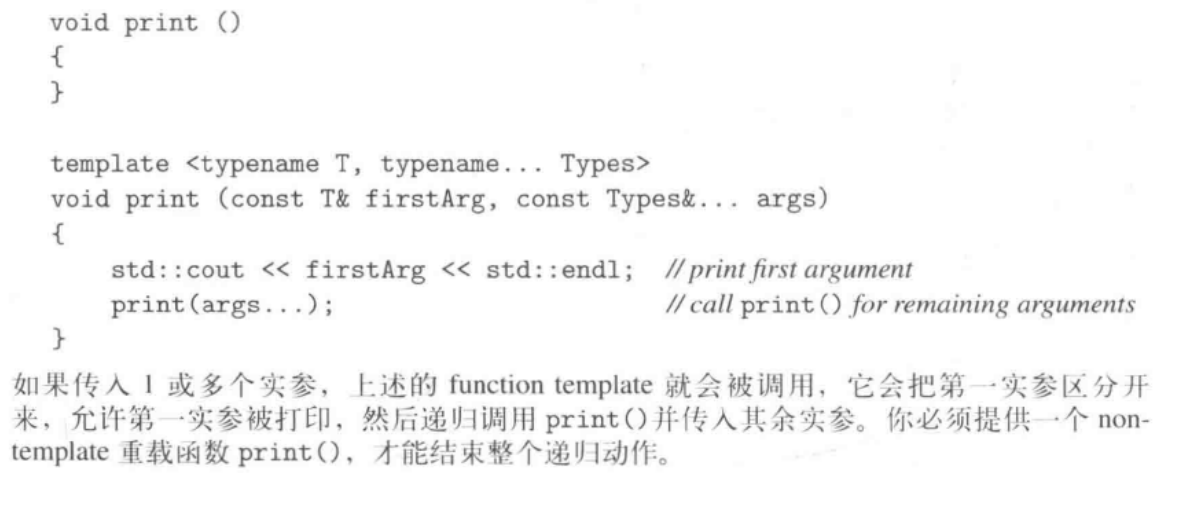 void print ()
{
}
template <typename T, typename... Types>
void print (const T& firstArg, const Types&... args)
{
    std::cout << firstArg << std::endl;  // print first argument
    print(args...);                      // call print() for remaining arguments
}
如果传入 1 或多个实参，上述的 function template 就会被调用，它会把第一实参区分开
来，允许第一实参被打印，然后递归调用 print()并传入其余实参。你必须提供一个 non-
template 重载函数 print()，才能结束整个递归动作。